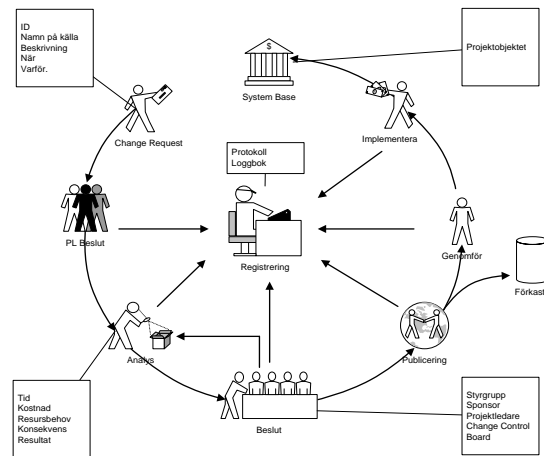 ID
Namn på källa
Beskrivning
När
Varför.
$
System Base
Projektobjektet
Change Request
Implementera
Protokoll
Loggbok
PL Beslut
Registrering
Genomför
Förkasta
Analys
Publicering
Tid
Kostnad
Resursbehov
Konsekvens
Resultat
Beslut
Styrgrupp
Sponsor
Projektledare
Change Control
Board